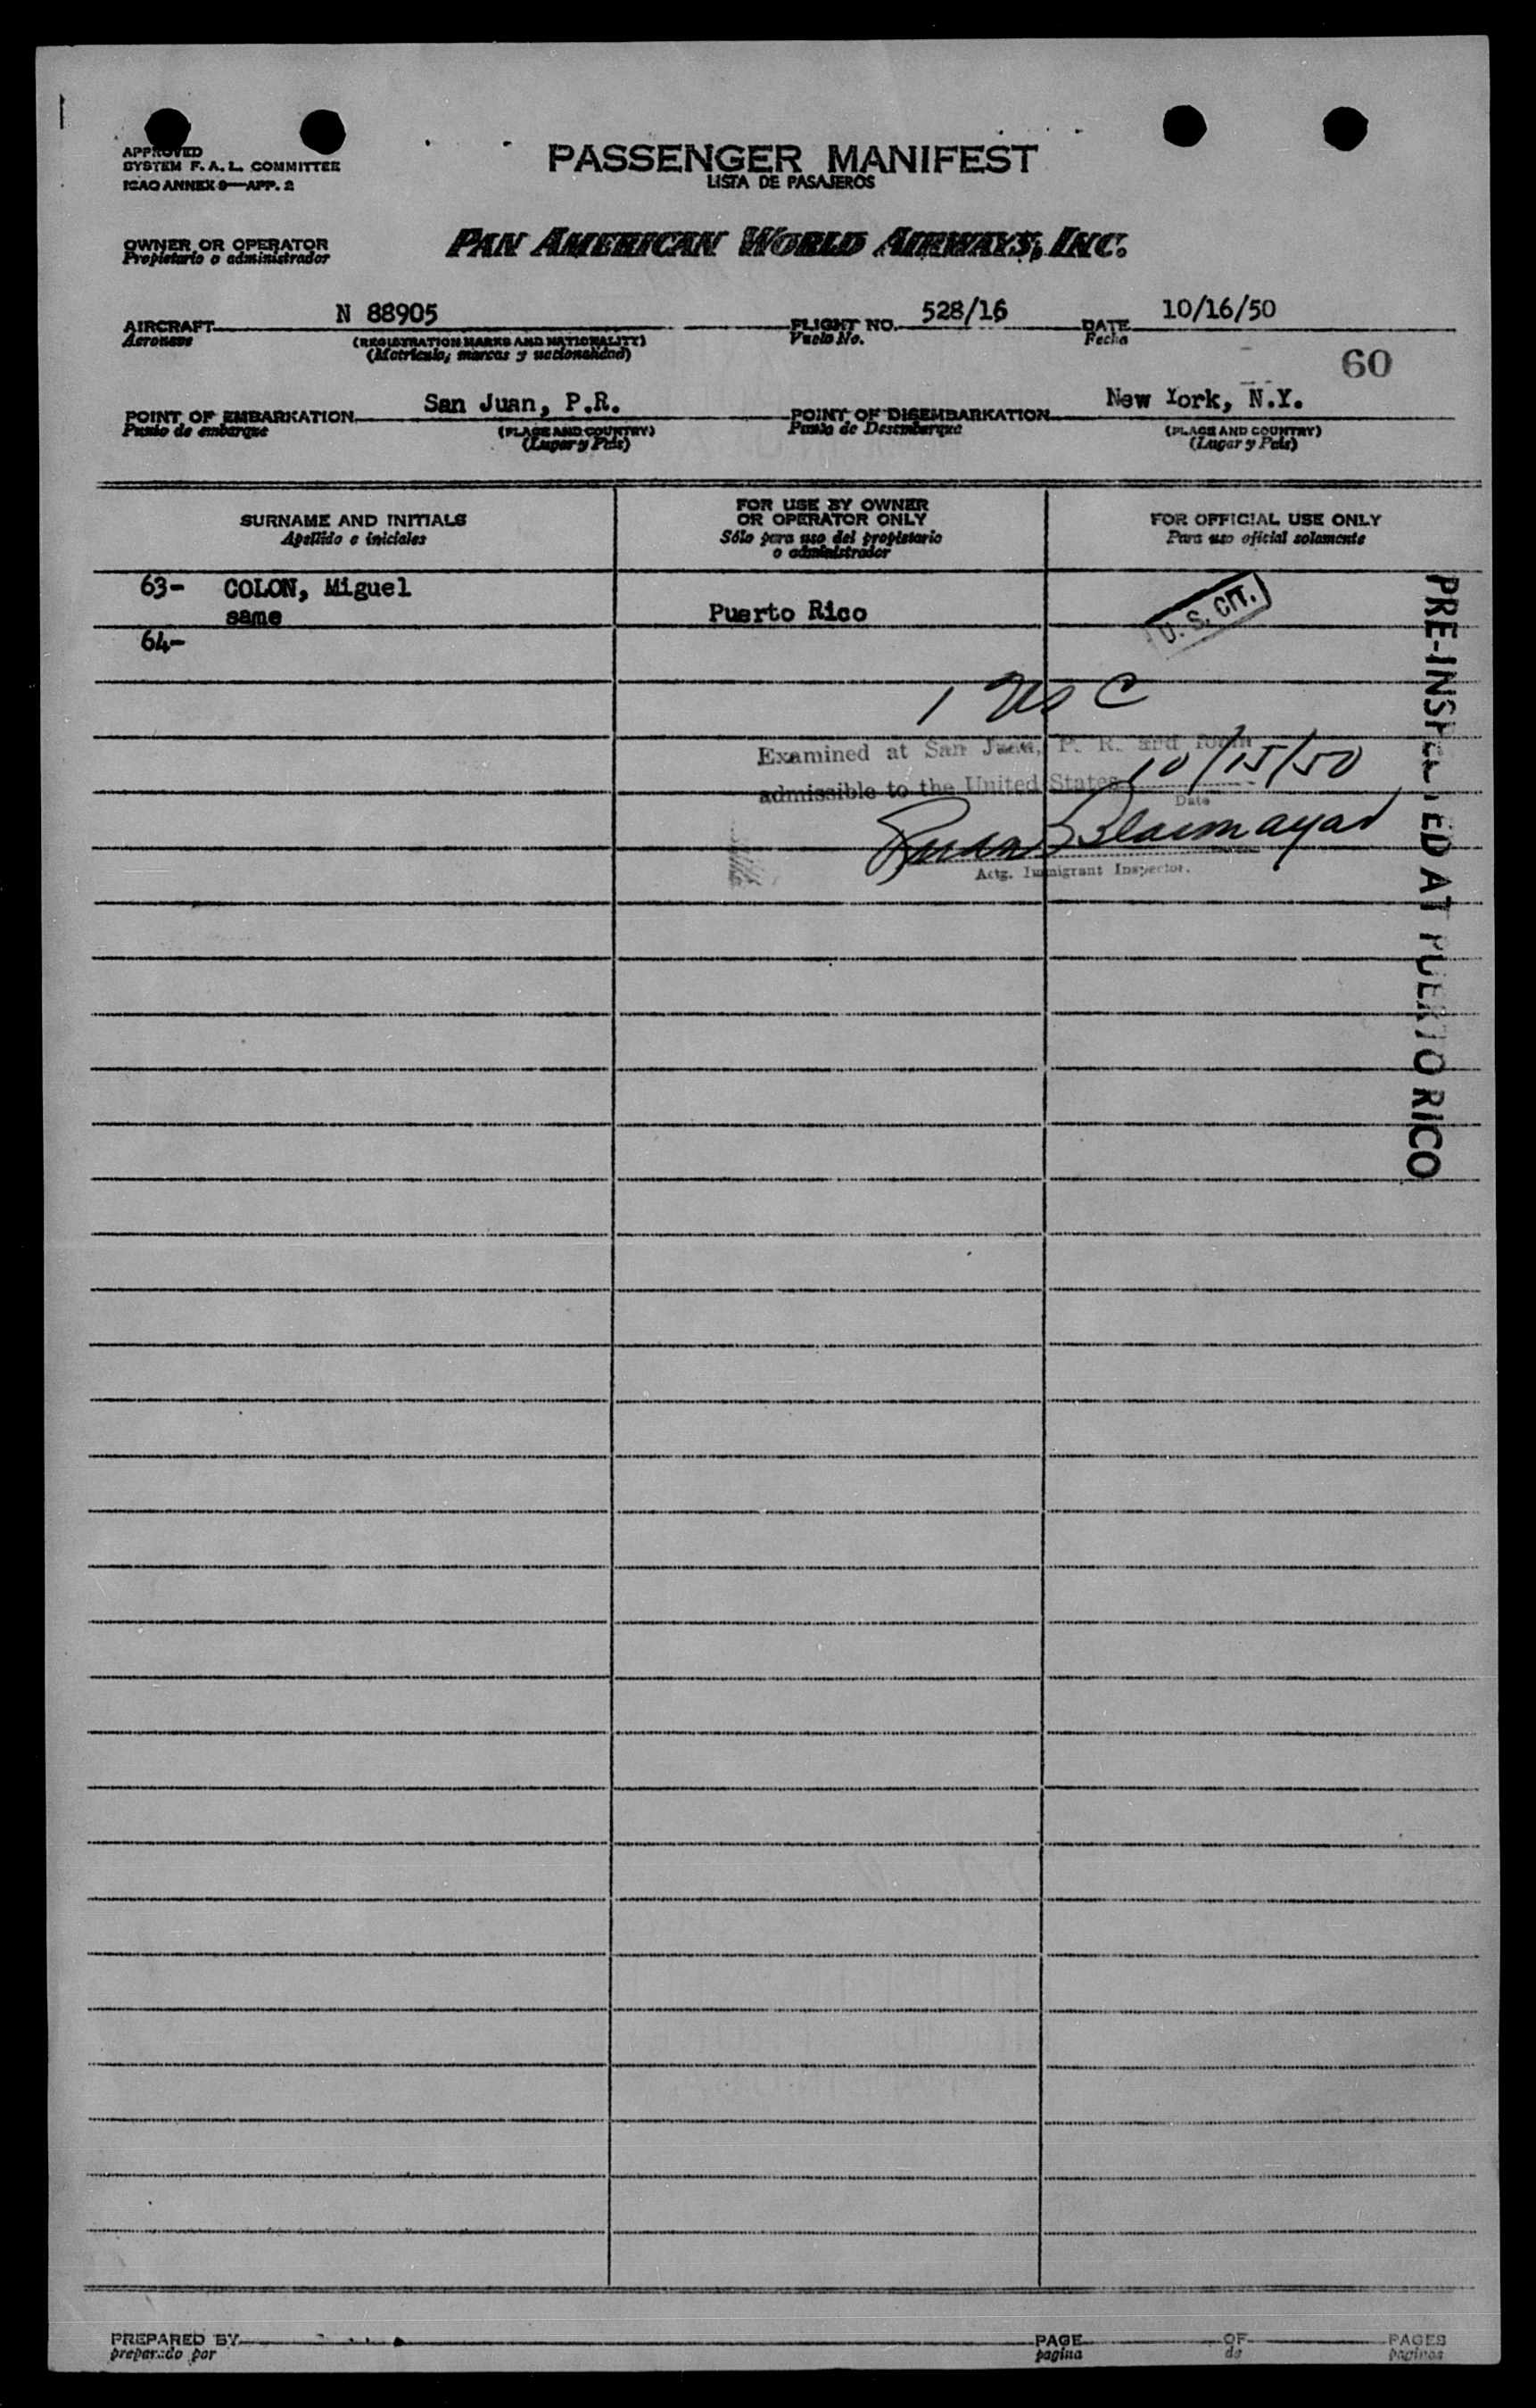 APPROVED
SYSTEM F. A. L. COMMITTEE
ICAO ANNEX 9—APP. 2
PASSENGER MANIFEST
LISTA DE PASAJEROS
OWNER OR OPERATOR
Propietario o administrador
PAN AMERICAN WORLD AIRWAYS, INC.
AIRCRAFT N 88905 FLIGHT NO. 528/16 DATE 10/16/50
Aeronave (REGISTRATION MARKS AND NATIONALITY) Vuelo No. Fecha
(Matricula, marcas y nacionalidad)
60
POINT OF EMBARKATION San Juan, P.R. POINT OF DISEMBARKATION New York, N.Y.
Punto de embarque (PLACE AND COUNTRY) Punto de Desembarque (PLACE AND COUNTRY)
(Lugar y Pais) (Lugar y Pais)
SURNAME AND INITIALS
Apellido e iniciales
FOR USE BY OWNER
OR OPERATOR ONLY
Sólo para uso del propietario
o administrador
FOR OFFICIAL USE ONLY
Para uso oficial solamente
63- COLON, Miguel
same Puerto Rico U. S. CIT.
64-
1 C
Examined at San Juan, P. R. and found
admissible to the United States 10/15/50
Date
Actg. Immigrant Inspector.
PRE-INSPECTED AT PUERTO RICO
PREPARED BY PAGE OF PAGES
preparado por pagina de paginas